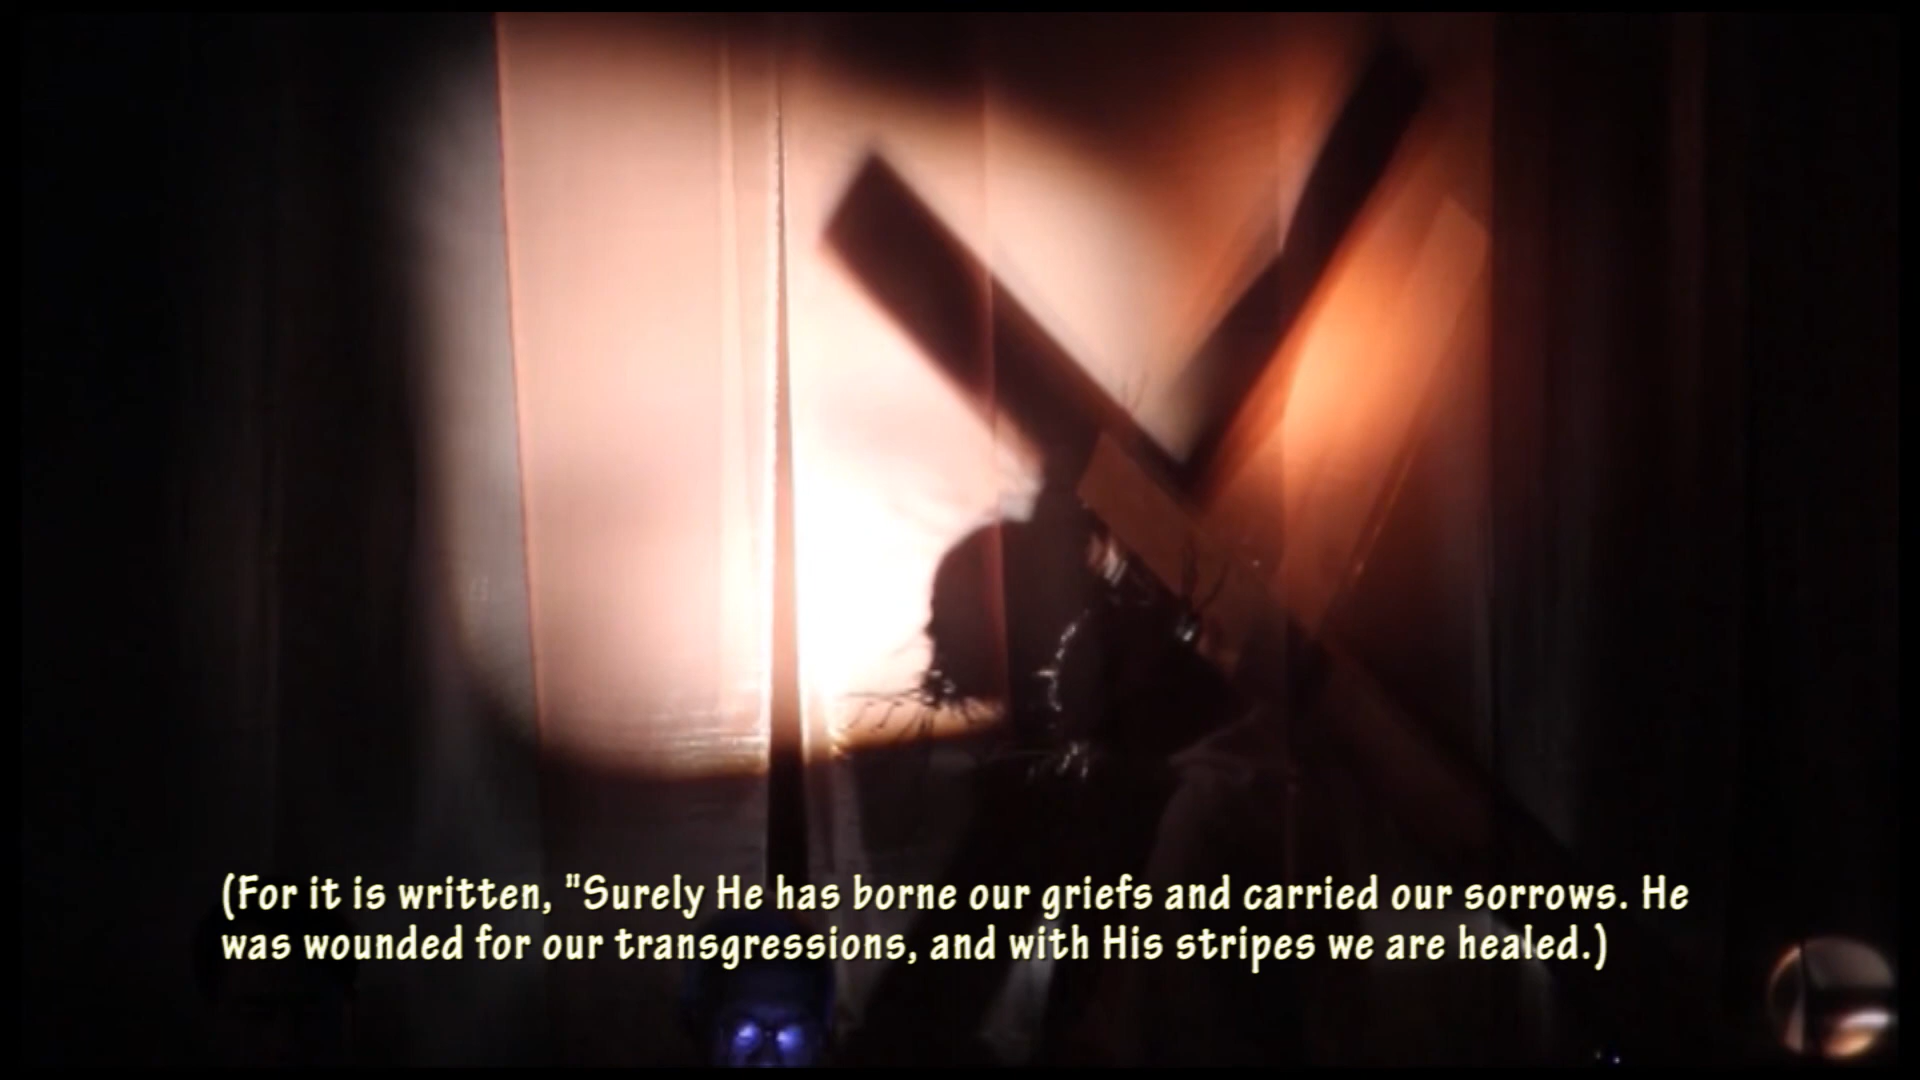 (For it is written, "Surely He has borne our griefs and carried our sorrows. He
was wounded for our transgressions, and with His stripes we are healed.)